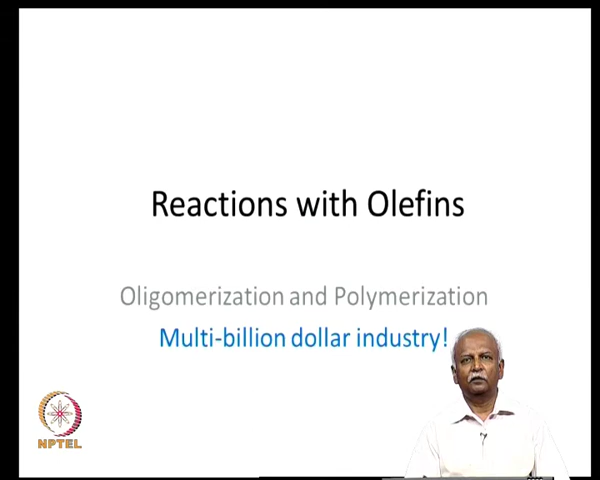 Reactions with Olefins
Oligomerization and Polymerization
Multi-billion dollar industry!
NPTEL